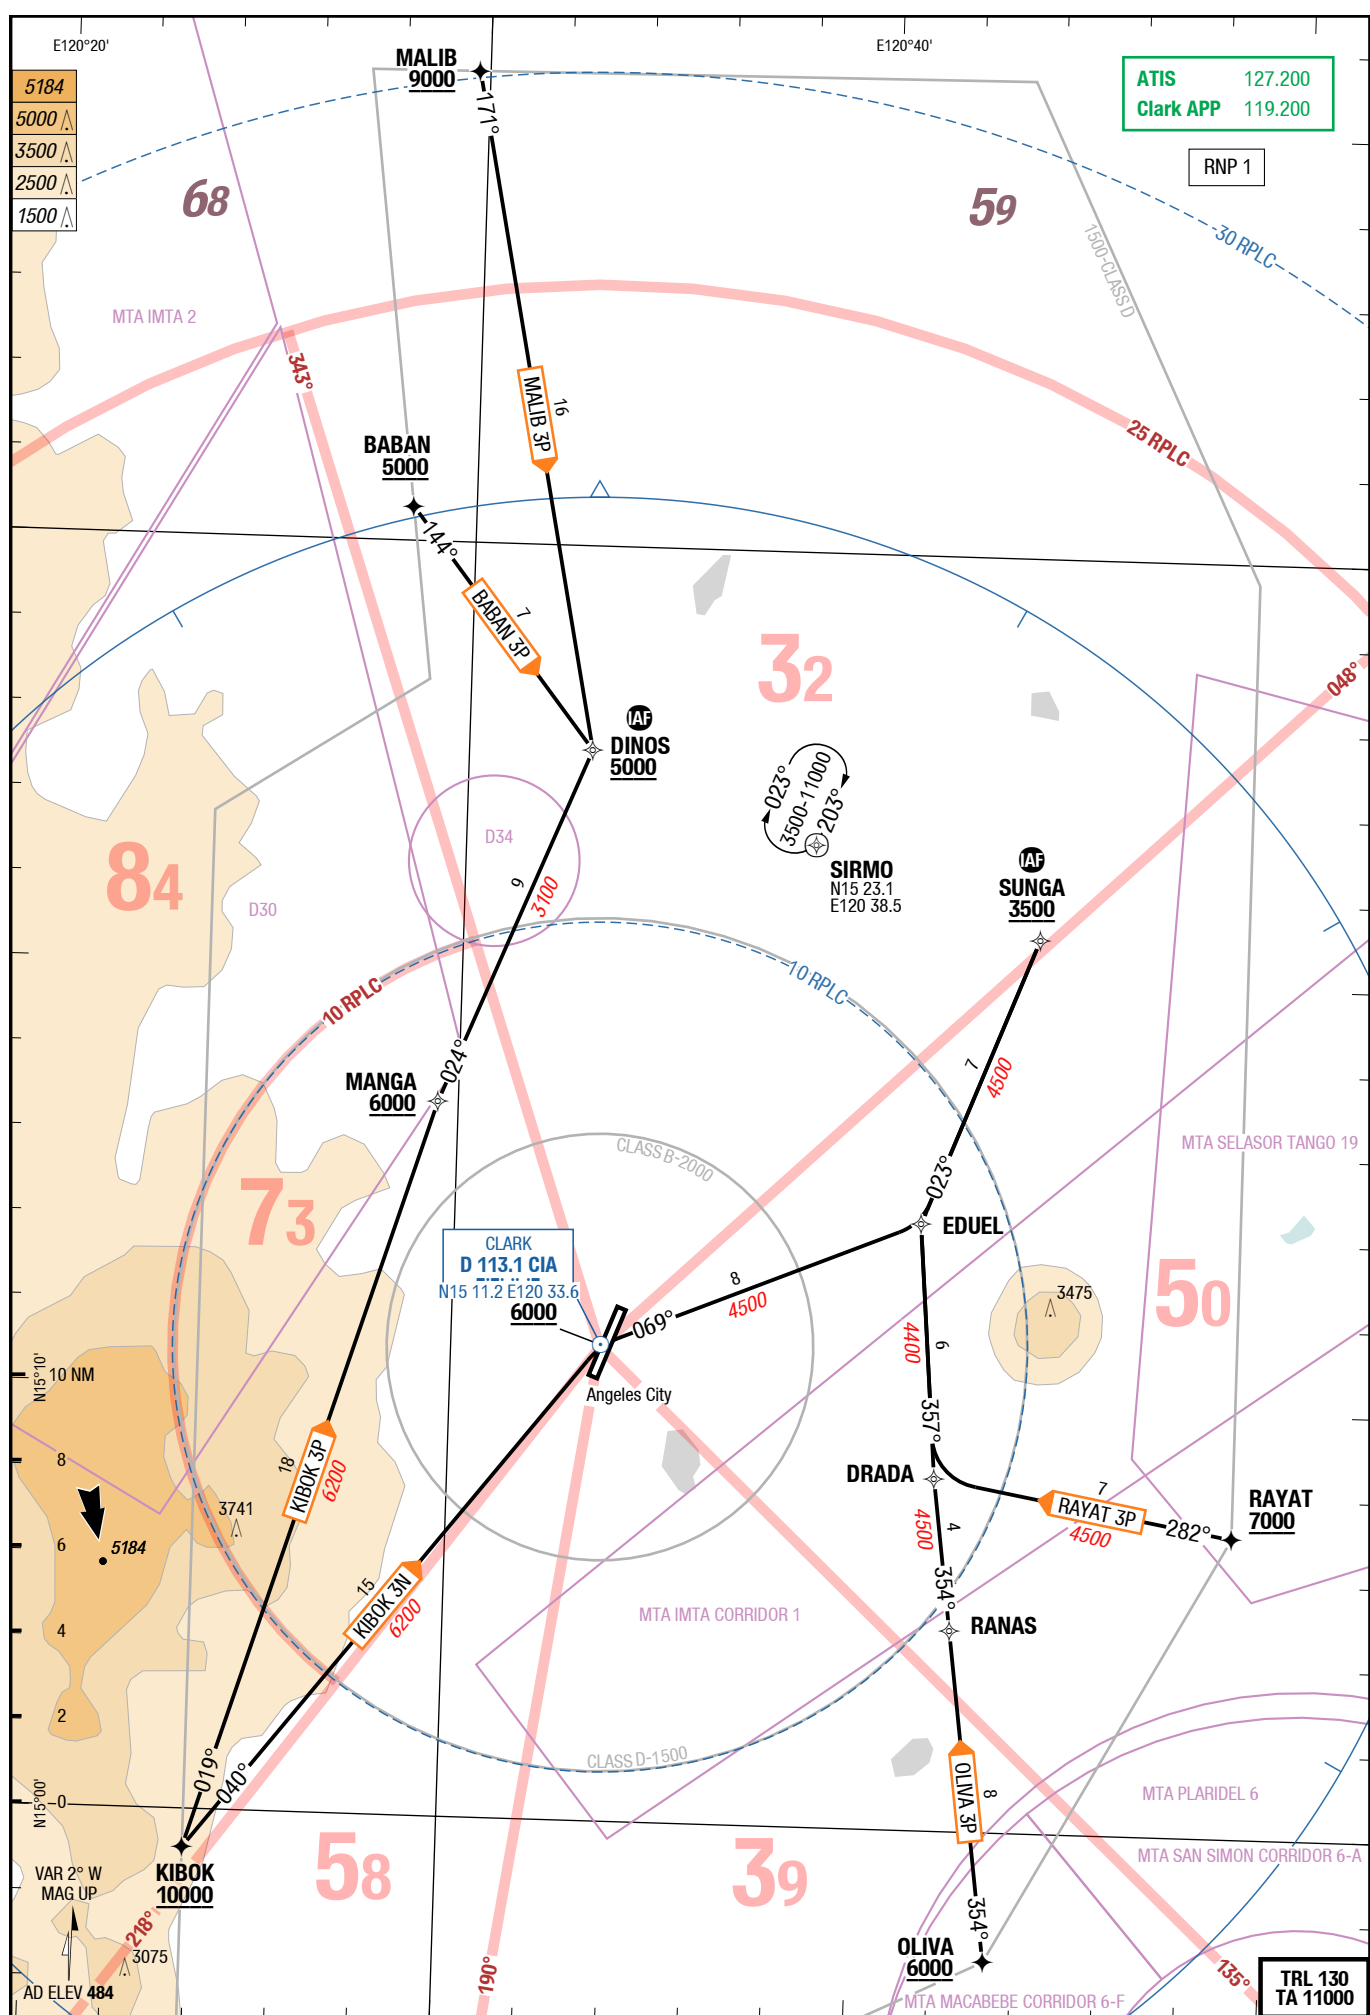 E120°20'
E120°40'
MALIB
9000
171°
ATIS 127.200
Clark APP 119.200
RNP 1
5184
5000
3500
2500
1500
68
59
30 RPLC
1500-CLASS D
MTA IMTA 2
343°
MALIB 3P
16
25 RPLC
BABAN
5000
144°
BABAN 3P
7
32
048°
IAF
DINOS
5000
023°
3500-11000
203°
SIRMO
N15 23.1
E120 38.5
D34
84
D30
9
3100
IAF
SUNGA
3500
10 RPLC
10 RPLC
024°
MANGA
6000
7
4500
CLASS B-2000
MTA SELASOR TANGO 19
023°
73
EDUEL
CLARK
D 113.1 CIA
N15 11.2 E120 33.6
6000
8
4500
069°
3475
50
4400
6
Angeles City
N15°10'
10 NM
8
6
4
2
0
357°
18
KIBOK 3P
6200
3741
5184
DRADA
7
RAYAT 3P
4500
282°
RAYAT
7000
4500
4
354°
15
KIBOK 3N
6200
MTA IMTA CORRIDOR 1
RANAS
019°
040°
CLASS D-1500
N15°00'
OLIVA 3P
8
MTA PLARIDEL 6
MTA SAN SIMON CORRIDOR 6-A
58
39
VAR 2° W
MAG UP
KIBOK
10000
218°
3075
354°
190°
OLIVA
6000
135°
AD ELEV 484
MTA MACABEBE CORRIDOR 6-F
TRL 130
TA 11000